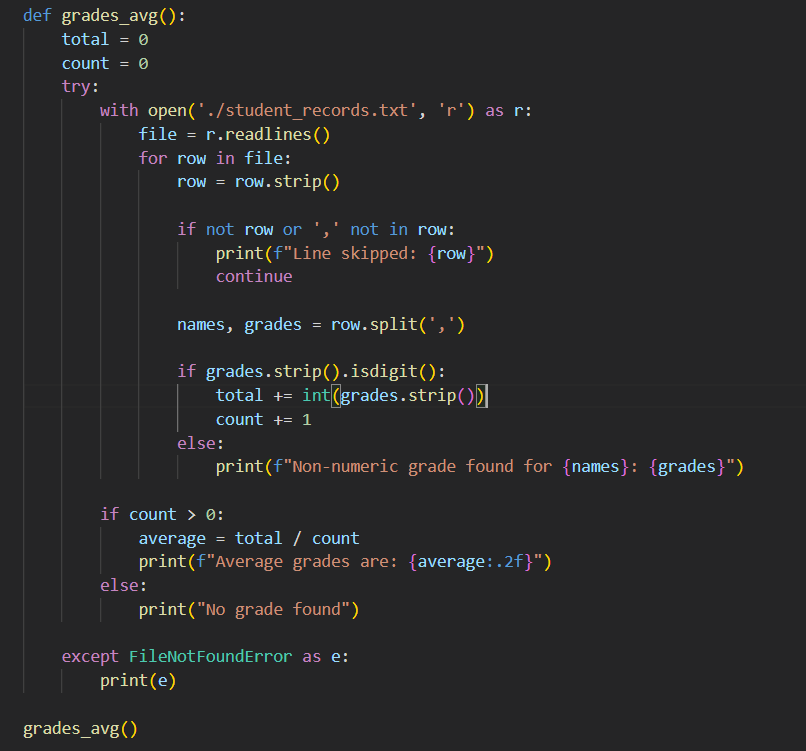 def grades_avg():
    total = 0
    count = 0
    try:
        with open('./student_records.txt', 'r') as r:
            file = r.readlines()
            for row in file:
                row = row.strip()

                if not row or ',' not in row:
                    print(f"Line skipped: {row}")
                    continue

                names, grades = row.split(',')

                if grades.strip().isdigit():
                    total += int(grades.strip())
                    count += 1
                else:
                    print(f"Non-numeric grade found for {names}: {grades}")

        if count > 0:
            average = total / count
            print(f"Average grades are: {average:.2f}")
        else:
            print("No grade found")

    except FileNotFoundError as e:
        print(e)

grades_avg()